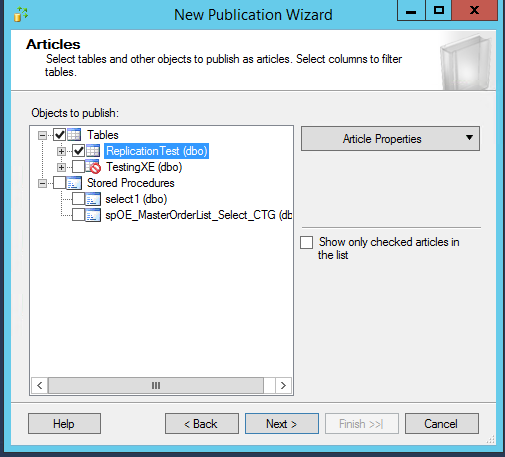 New Publication Wizard
Articles
Select tables and other objects to publish as articles. Select columns to filter
tables.
Objects to publish:
Tables
ReplicationTest (dbo)
TestingXE (dbo)
Stored Procedures
select1 (dbo)
spOE_MasterOrderList_Select_CTG (db
Article Properties
Show only checked articles in
the list
Help
< Back
Next >
Finish >>|
Cancel